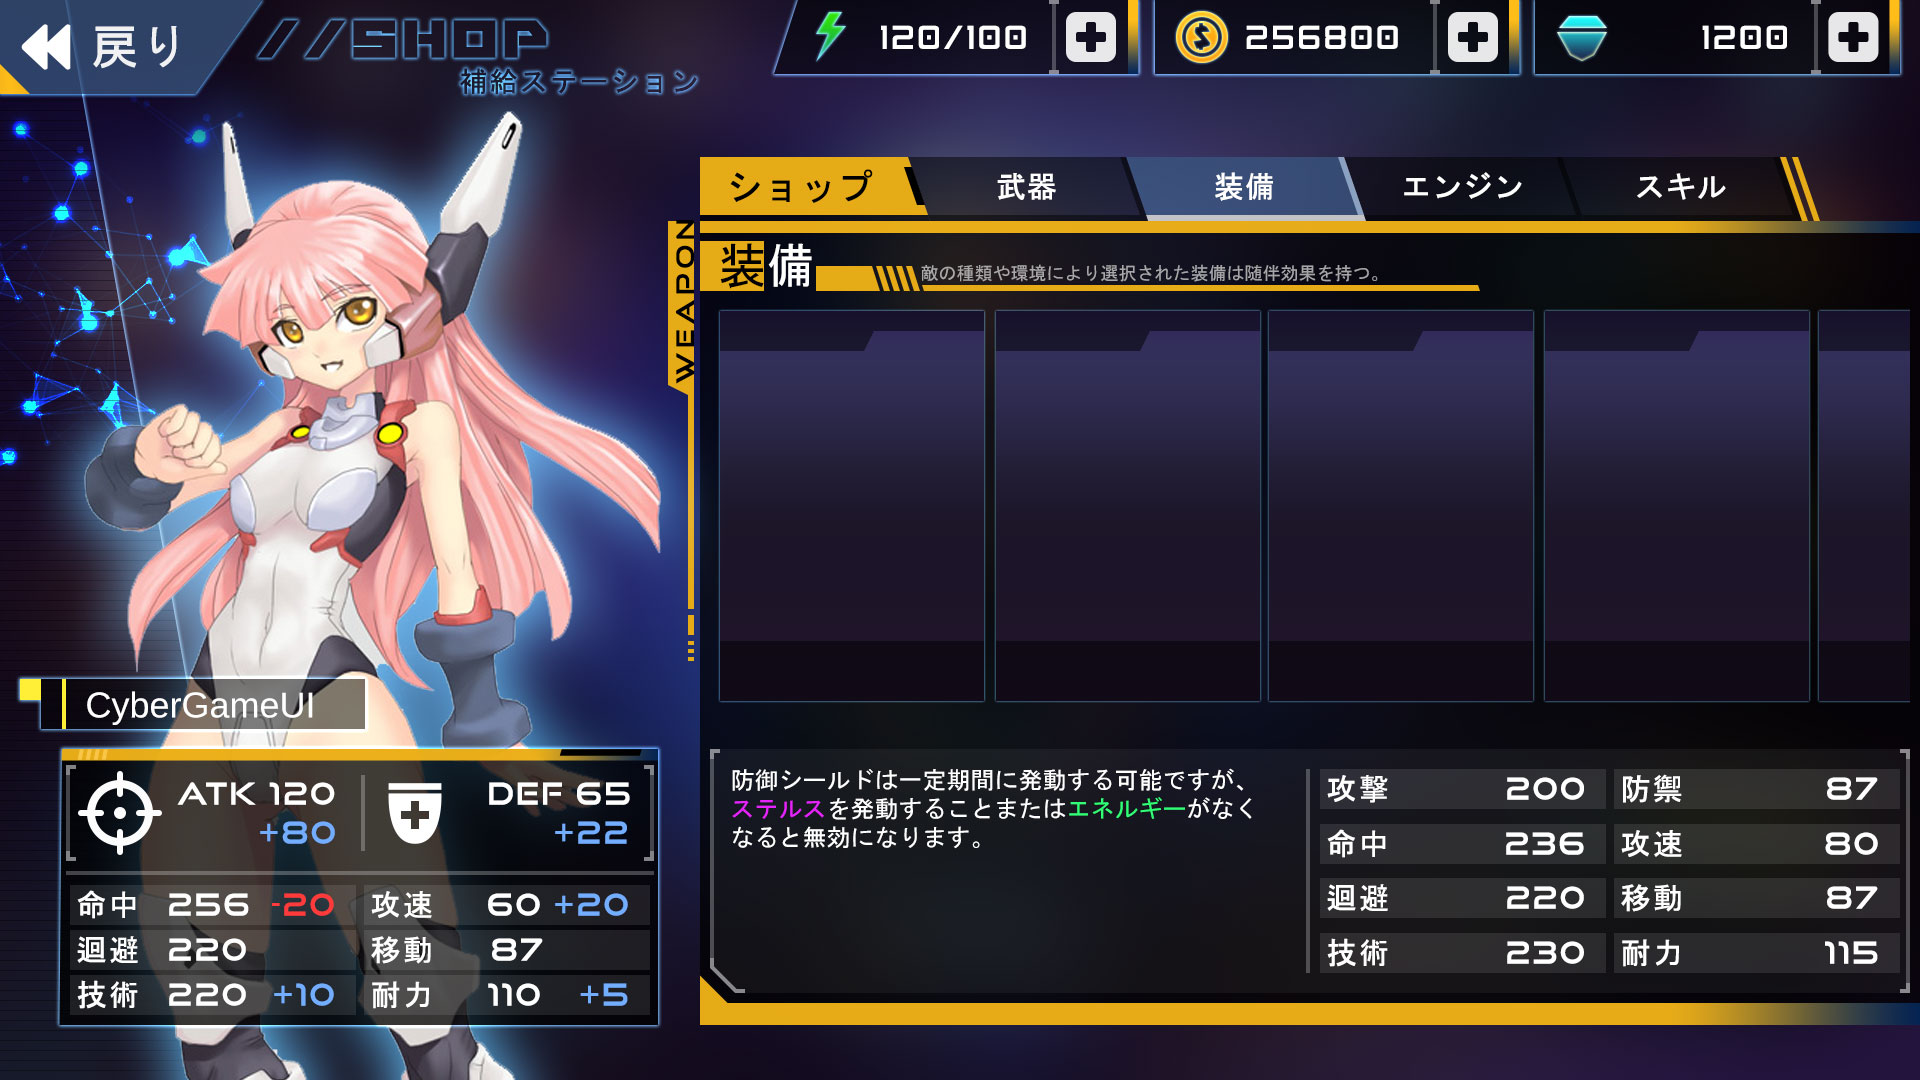 戻り
//SHOP
補給ステーション
120/100
256800
1200
ショップ
武器
装備
エンジン
スキル
WEAPON
装備
敵の種類や環境により選択された装備は随伴効果を持つ。
CyberGameUI
ATK 120
+80
DEF 65
+22
命中 256 -20
攻速 60 +20
迴避 220
移動 87
技術 220 +10
耐力 110 +5
防御シールドは一定期間に発動する可能ですが、
ステルスを発動することまたはエネルギーがなく
なると無効になります。
攻撃 200
防禦 87
命中 236
攻速 80
迴避 220
移動 87
技術 230
耐力 115